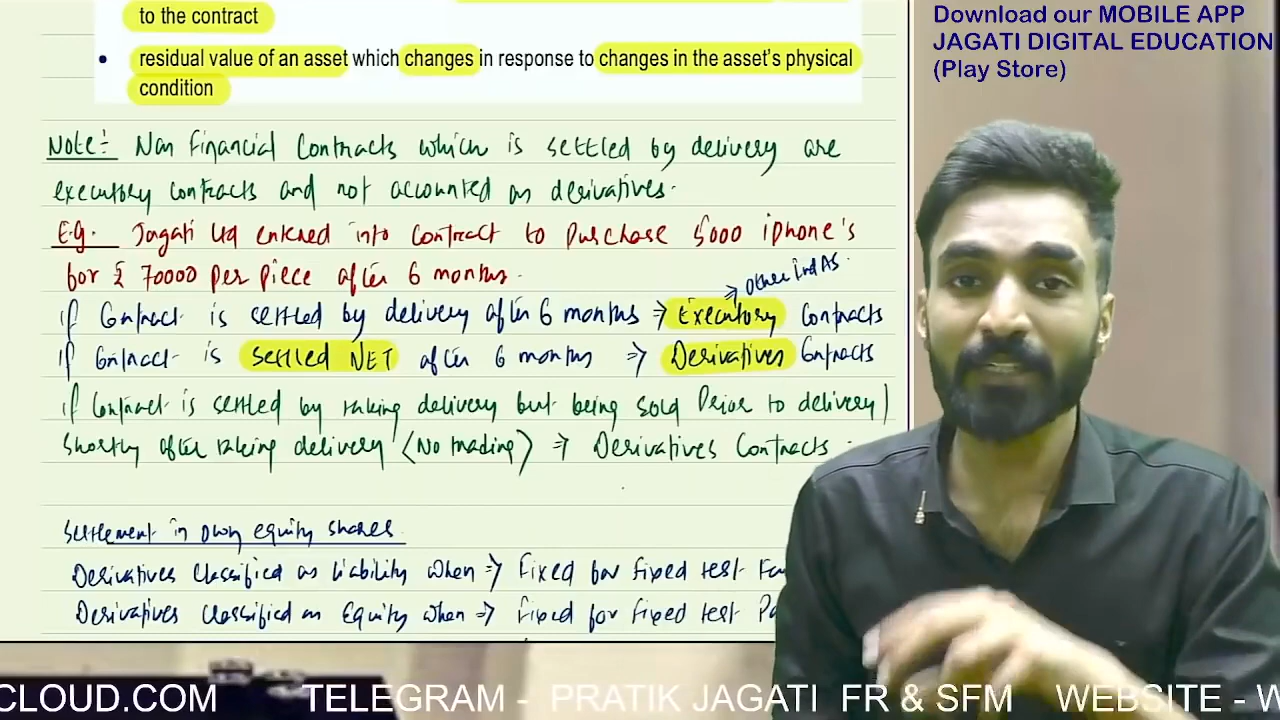 to the contract
• residual value of an asset which changes in response to changes in the asset's physical
condition
Note:- Non Financial Contracts which is settled by delivery are
executory contracts and not accounted as derivatives.
E.g. Jagati Ltd entered into contract to purchase 5000 iphone's
for ₹ 70000 per piece after 6 months.
⇒ other Ind AS.
if Contract is settled by delivery after 6 months ⇒ Executory Contracts
if Contract is settled NET after 6 months ⇒ Derivatives Contracts
if Contract is settled by taking delivery but being sold Prior to delivery /
shortly after taking delivery (No trading) ⇒ Derivatives Contracts.
Settlement in own equity shares.
Derivatives classified as liability when ⇒ Fixed for fixed test
Derivatives classified as Equity when ⇒ Fixed for fixed test
Download our MOBILE APP
JAGATI DIGITAL EDUCATION
(Play Store)
CLOUD.COM TELEGRAM - PRATIK JAGATI FR & SFM WEBSITE - W